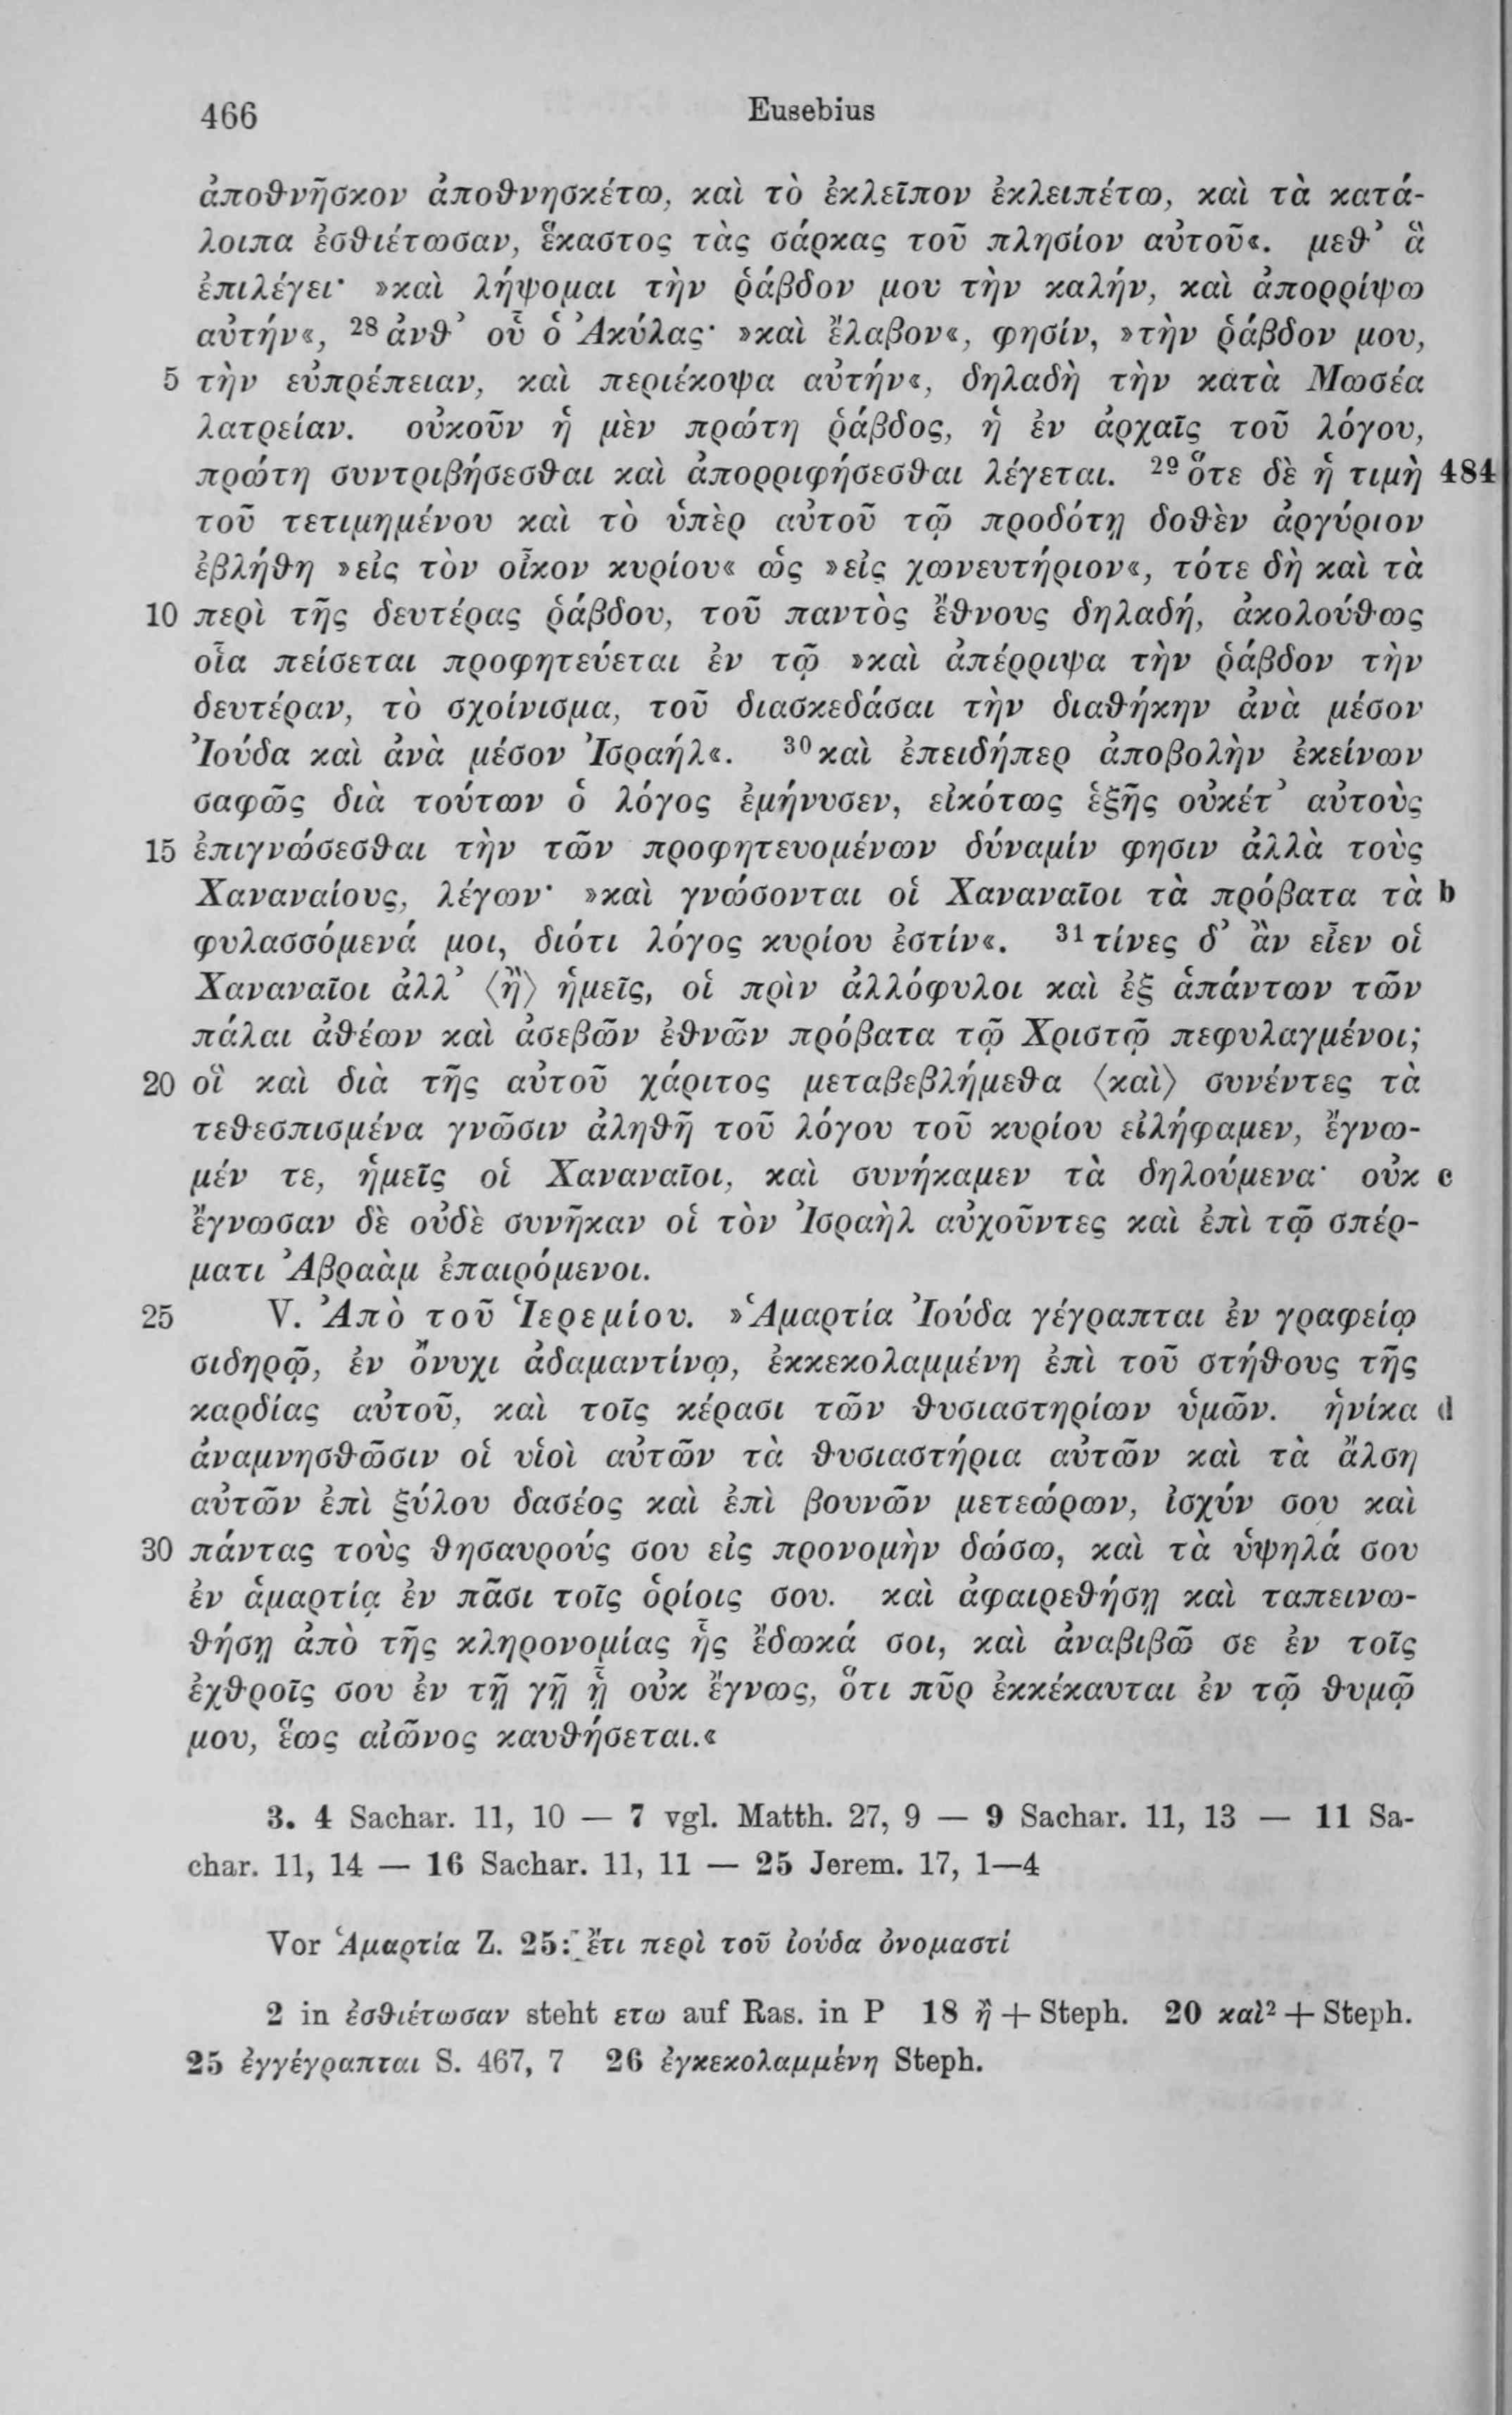 466 Eusebius
ἀποθνῆσκον ἀποθνησκέτω, καὶ τὸ ἐκλεῖπον ἐκλειπέτω, καὶ τὰ κατά-
λοιπα ἐσθιέτωσαν, ἕκαστος τὰς σάρκας τοῦ πλησίον αὐτοῦ«. μεθ’ ἃ
ἐπιλέγει· »καὶ λήψομαι τὴν ῥάβδον μου τὴν καλήν, καὶ ἀπορρίψω
αὐτήν«, ²⁸ ἀνθ’ οὗ ὁ Ἀκύλας· »καὶ ἔλαβον«, φησίν, »τὴν ῥάβδον μου,
5 τὴν εὐπρέπειαν, καὶ περιέκοψα αὐτήν«, δηλαδὴ τὴν κατὰ Μωσέα
λατρείαν. οὐκοῦν ἡ μὲν πρώτη ῥάβδος, ἡ ἐν ἀρχαῖς τοῦ λόγου,
πρώτη συντριβήσεσθαι καὶ ἀπορριφήσεσθαι λέγεται. ²⁹ ὅτε δὲ ἡ τιμὴ 484
τοῦ τετιμημένου καὶ τὸ ὑπὲρ αὐτοῦ τῷ προδότῃ δοθὲν ἀργύριον
ἐβλήθη »εἰς τὸν οἶκον κυρίου« ὡς »εἰς χωνευτήριον«, τότε δὴ καὶ τὰ
10 περὶ τῆς δευτέρας ῥάβδου, τοῦ παντὸς ἔθνους δηλαδή, ἀκολούθως
οἷα πείσεται προφητεύεται ἐν τῷ »καὶ ἀπέρριψα τὴν ῥάβδον τὴν
δευτέραν, τὸ σχοίνισμα, τοῦ διασκεδάσαι τὴν διαθήκην ἀνὰ μέσον
Ἰούδα καὶ ἀνὰ μέσον Ἰσραήλ«. ³⁰ καὶ ἐπειδήπερ ἀποβολὴν ἐκείνων
σαφῶς διὰ τούτων ὁ λόγος ἐμήνυσεν, εἰκότως ἑξῆς οὐκέτ’ αὐτοὺς
15 ἐπιγνώσεσθαι τὴν τῶν προφητευομένων δύναμίν φησιν ἀλλὰ τοὺς
Χαναναίους, λέγων· »καὶ γνώσονται οἱ Χαναναῖοι τὰ πρόβατα τὰ b
φυλασσόμενά μοι, διότι λόγος κυρίου ἐστίν«. ³¹ τίνες δ’ ἂν εἶεν οἱ
Χαναναῖοι ἀλλ’ ⟨ἢ⟩ ἡμεῖς, οἱ πρὶν ἀλλόφυλοι καὶ ἐξ ἁπάντων τῶν
πάλαι ἀθέων καὶ ἀσεβῶν ἐθνῶν πρόβατα τῷ Χριστῷ πεφυλαγμένοι;
20 οἳ καὶ διὰ τῆς αὐτοῦ χάριτος μεταβεβλήμεθα ⟨καὶ⟩ συνέντες τὰ
τεθεσπισμένα γνῶσιν ἀληθῆ τοῦ λόγου τοῦ κυρίου εἰλήφαμεν, ἔγνω-
μέν τε, ἡμεῖς οἱ Χαναναῖοι, καὶ συνήκαμεν τὰ δηλούμενα· οὐκ c
ἔγνωσαν δὲ οὐδὲ συνῆκαν οἱ τὸν Ἰσραὴλ αὐχοῦντες καὶ ἐπὶ τῷ σπέρ-
ματι Ἀβραὰμ ἐπαιρόμενοι.
25 V. Ἀπὸ τοῦ Ἱερεμίου. »Ἁμαρτία Ἰούδα γέγραπται ἐν γραφείῳ
σιδηρῷ, ἐν ὄνυχι ἀδαμαντίνῳ, ἐκκεκολαμμένη ἐπὶ τοῦ στήθους τῆς
καρδίας αὐτοῦ, καὶ τοῖς κέρασι τῶν θυσιαστηρίων ὑμῶν. ἡνίκα d
ἀναμνησθῶσιν οἱ υἱοὶ αὐτῶν τὰ θυσιαστήρια αὐτῶν καὶ τὰ ἄλση
αὐτῶν ἐπὶ ξύλου δασέος καὶ ἐπὶ βουνῶν μετεώρων, ἰσχύν σου καὶ
30 πάντας τοὺς θησαυρούς σου εἰς προνομὴν δώσω, καὶ τὰ ὑψηλά σου
ἐν ἁμαρτίᾳ ἐν πᾶσι τοῖς ὁρίοις σου. καὶ ἀφαιρεθήσῃ καὶ ταπεινω-
θήσῃ ἀπὸ τῆς κληρονομίας ἧς ἔδωκά σοι, καὶ ἀναβιβῶ σε ἐν τοῖς
ἐχθροῖς σου ἐν τῇ γῇ ᾗ οὐκ ἔγνως, ὅτι πῦρ ἐκκέκαυται ἐν τῷ θυμῷ
μου, ἕως αἰῶνος καυθήσεται.«
3. 4 Sachar. 11, 10 — 7 vgl. Matth. 27, 9 — 9 Sachar. 11, 13 — 11 Sa-
char. 11, 14 — 16 Sachar. 11, 11 — 25 Jerem. 17, 1—4
Vor Ἁμαρτία Z. 25: ἔτι περὶ τοῦ ἰούδα ὀνομαστί
2 in ἐσθιέτωσαν steht ετω auf Ras. in P 18 ἢ + Steph. 20 καὶ² + Steph.
25 ἐγγέγραπται S. 467, 7 26 ἐγκεκολαμμένη Steph.